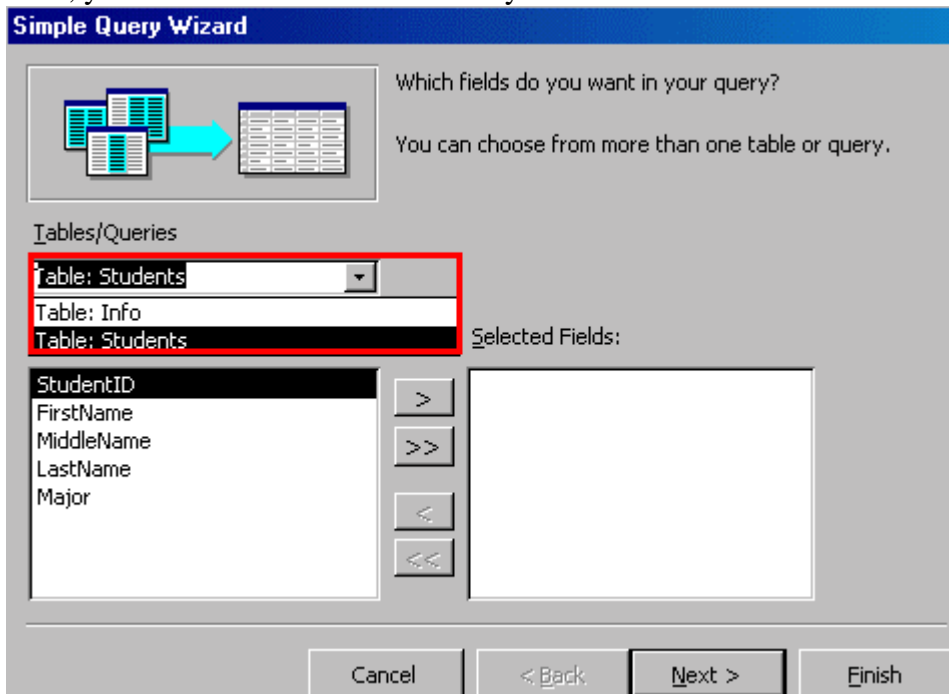 Simple Query Wizard
Which fields do you want in your query?
You can choose from more than one table or query.
Tables/Queries
Table: Students
Table: Info
Table: Students
Selected Fields:
StudentID
FirstName
MiddleName
LastName
Major
>
>>
<
<<
Cancel
< Back
Next >
Finish